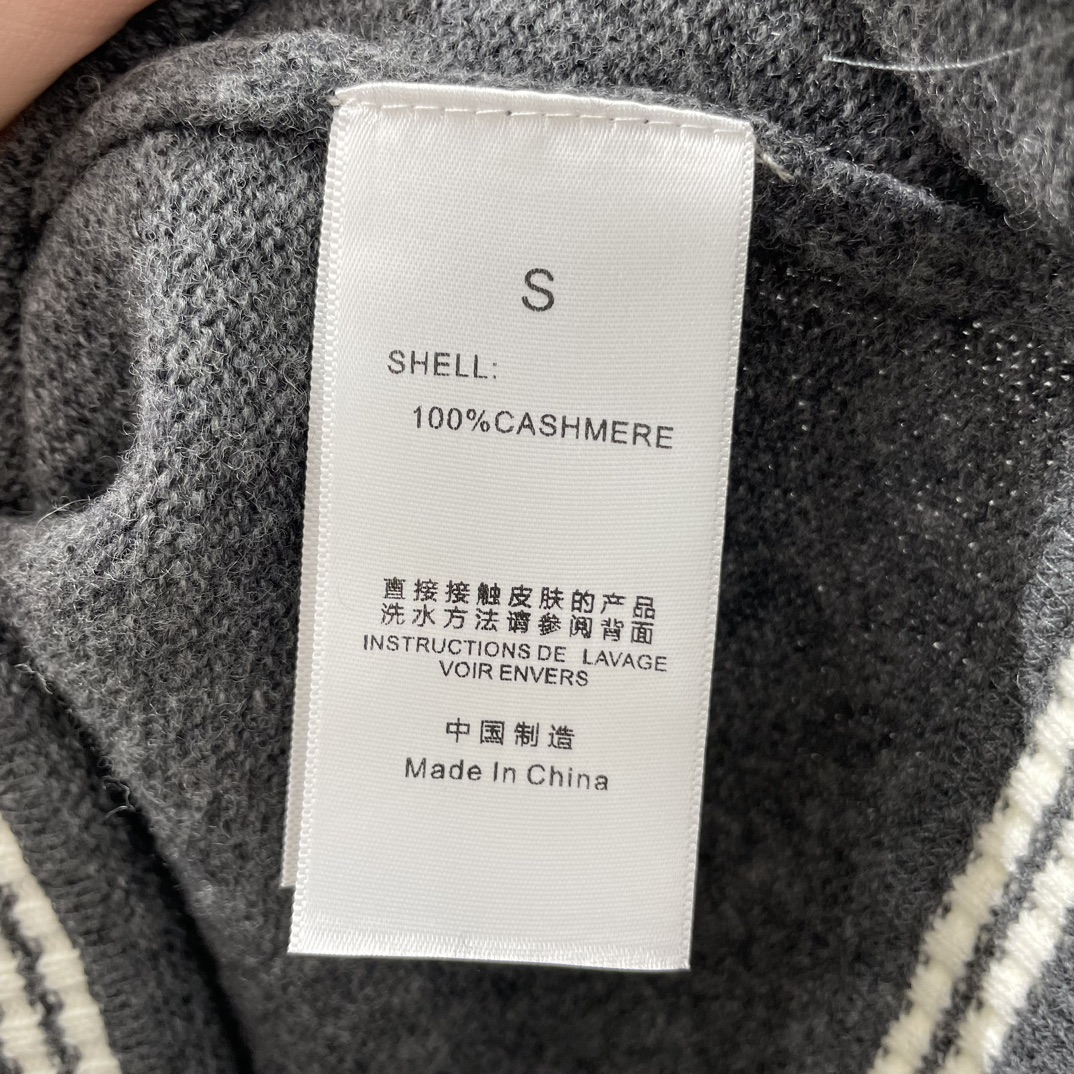 S
SHELL:
100%CASHMERE
直接接触皮肤的产品
洗水方法请参阅背面
INSTRUCTIONS DE LAVAGE
VOIR ENVERS
中国制造
Made In China